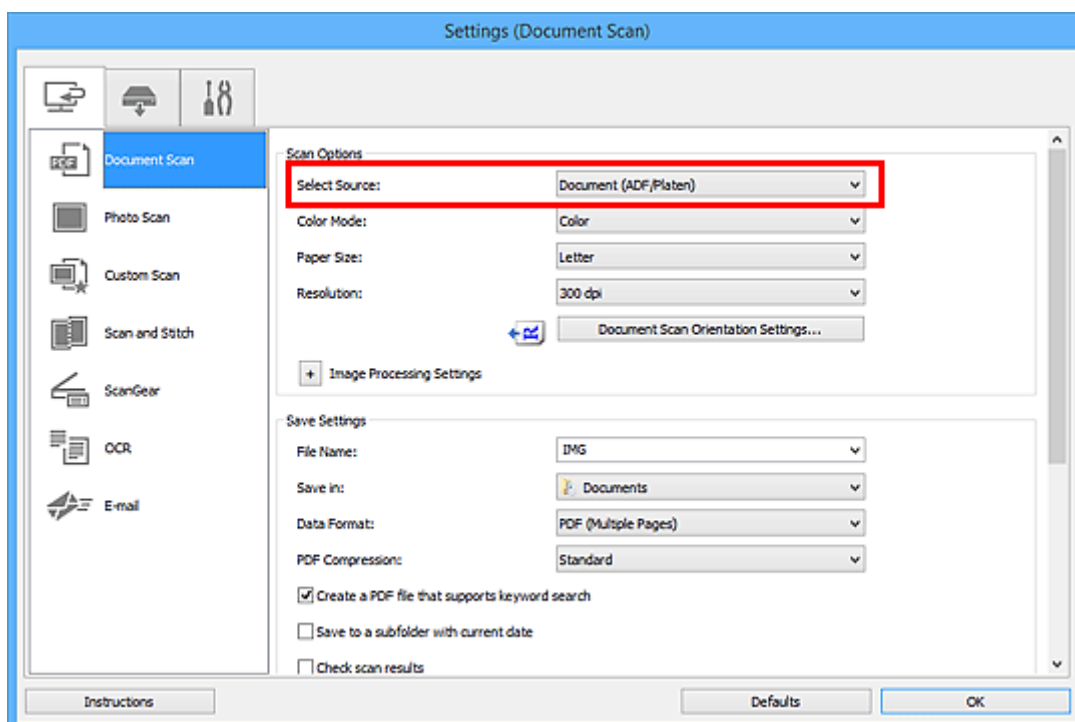 Settings (Document Scan)
PDF
Document Scan
Photo Scan
Custom Scan
Scan and Stitch
ScanGear
OCR
E-mail
Scan Options
Select Source: Document (ADF/Platen)
Color Mode: Color
Paper Size: Letter
Resolution: 300 dpi
R Document Scan Orientation Settings...
+ Image Processing Settings
Save Settings
File Name: IMG
Save in: Documents
Data Format: PDF (Multiple Pages)
PDF Compression: Standard
Create a PDF file that supports keyword search
Save to a subfolder with current date
Check scan results
Instructions Defaults OK